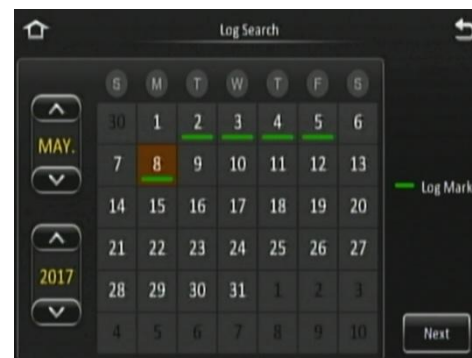 Log Search
S M T W T F S
30 1 2 3 4 5 6
MAY.
7 8 9 10 11 12 13
Log Mark
14 15 16 17 18 19 20
21 22 23 24 25 26 27
2017
28 29 30 31 1 2 3
4 5 6 7 8 9 10
Next